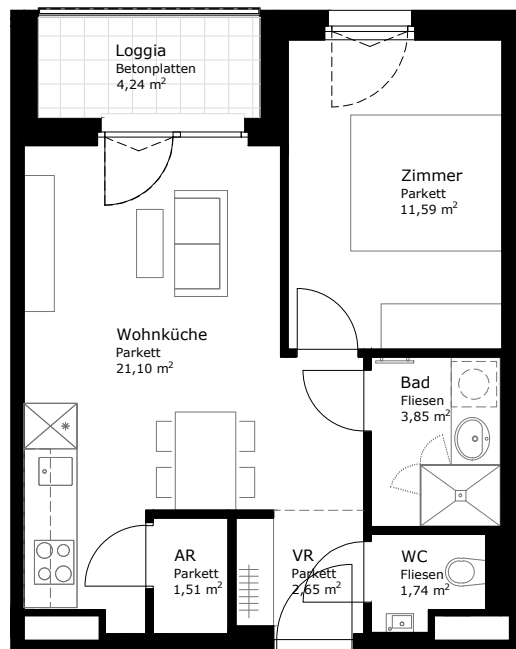 Loggia
Betonplatten
4,24 m²
Zimmer
Parkett
11,59 m²
Wohnküche
Parkett
21,10 m²
Bad
Fliesen
3,85 m²
AR
Parkett
1,51 m²
VR
Parkett
2,65 m²
WC
Fliesen
1,74 m²